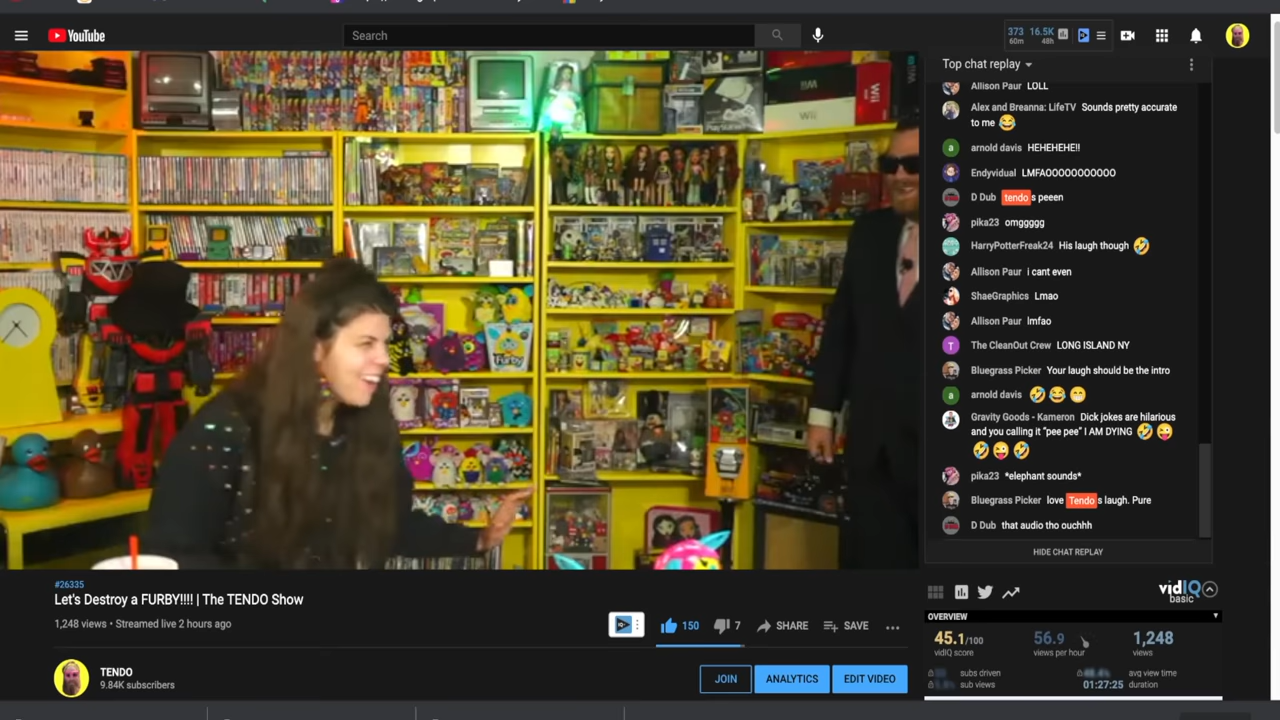 YouTube
Search
373 16.5K
60m 48h
Top chat replay
Allison Paur LOLL
Alex and Breanna: LifeTV Sounds pretty accurate
to me 😂
a arnold davis HEHEHEHE!!
Endyvidual LMFAOOOOOOOOOOO
D Dub tendo s peeen
pika23 omggggg
HarryPotterFreak24 His laugh though 🤣
Allison Paur i cant even
ShaeGraphics Lmao
Allison Paur lmfao
T The CleanOut Crew LONG ISLAND NY
Bluegrass Picker Your laugh should be the intro
a arnold davis 🤣😂😁
Gravity Goods - Kameron Dick jokes are hilarious
and you calling it "pee pee" I AM DYING 🤣😜
🤣😜🤣
pika23 *elephant sounds*
Bluegrass Picker love Tendo s laugh. Pure
D Dub that audio tho ouchhh
HIDE CHAT REPLAY
Wii
Wii
Wii
PlayStation
Furby
#26335
Let's Destroy a FURBY!!!! | The TENDO Show
1,248 views • Streamed live 2 hours ago
150 7 SHARE SAVE ...
TENDO
9.84K subscribers
JOIN ANALYTICS EDIT VIDEO
vidIQ
basic
OVERVIEW
45.1/100 56.9 1,248
vidIQ score views per hour views
subs driven avg view time
sub views 01:27:25 duration